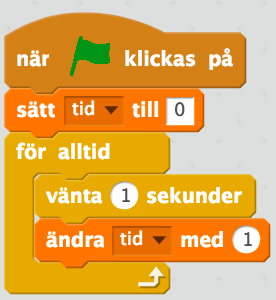 när klickas på
sätt tid till 0
för alltid
vänta 1 sekunder
ändra tid med 1